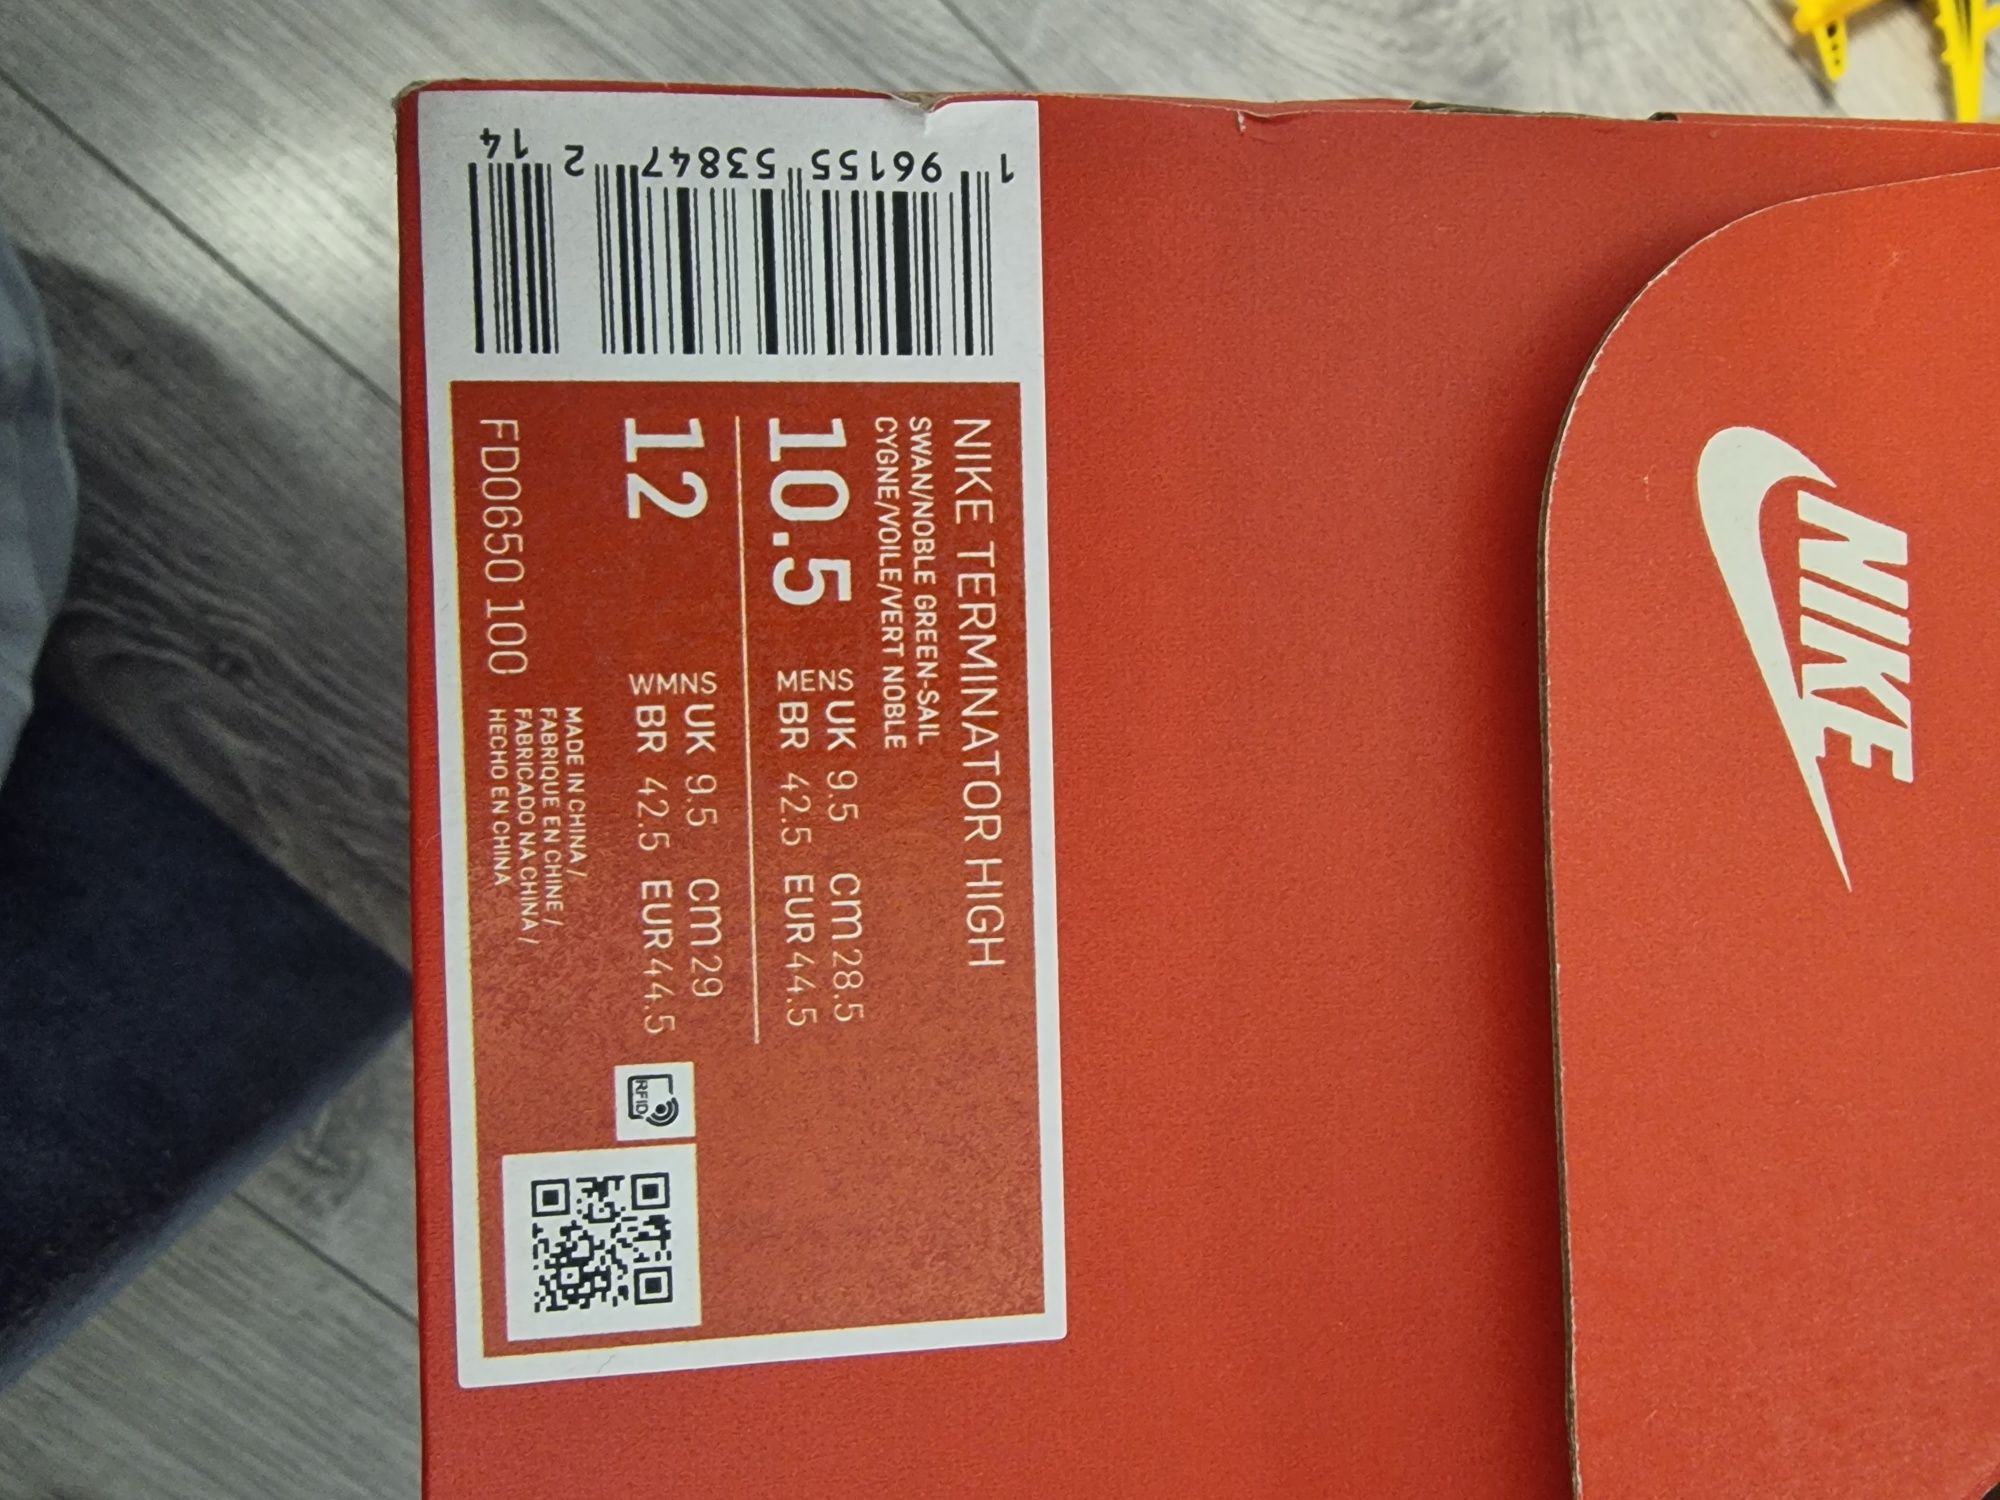 NIKE TERMINATOR HIGH
SWAN/NOBLE GREEN-SAIL
CYGNE/VOILE/VERT NOBLE
10.5 MENS UK 9.5 cm 28.5
BR 42.5 EUR 44.5
12 WMNS UK 9.5 cm 29
BR 42.5 EUR 44.5
FD0650 100
MADE IN CHINA /
FABRIQUE EN CHINE /
FABRICADO NA CHINA /
HECHO EN CHINA
RFID
1 96155 53847 2 14
NIKE